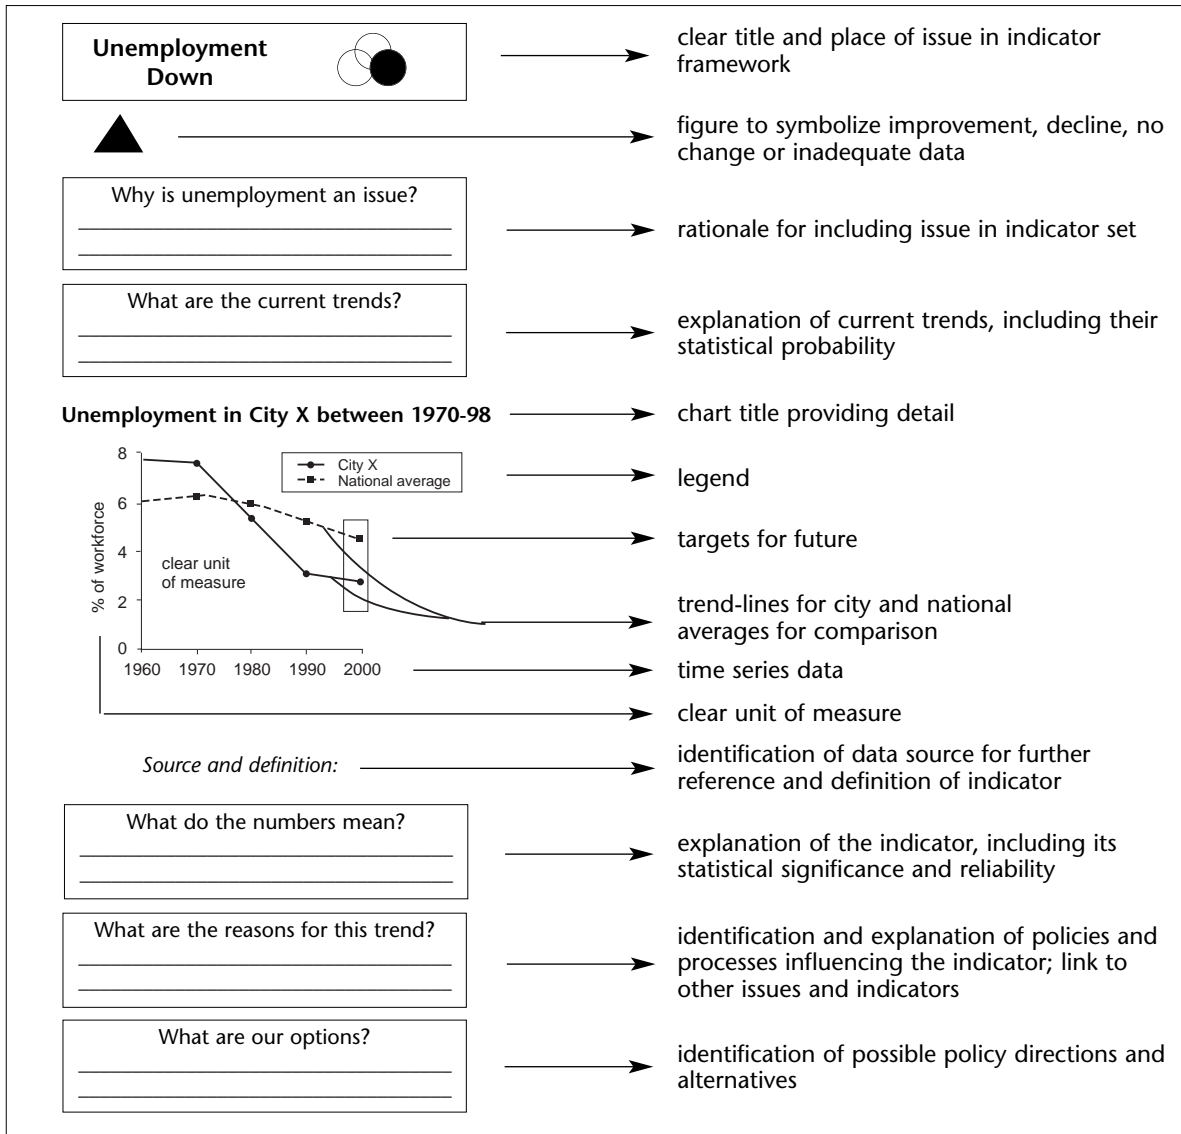 Unemployment
Down
clear title and place of issue in indicator
framework
figure to symbolize improvement, decline, no
change or inadequate data
Why is unemployment an issue?
rationale for including issue in indicator set
What are the current trends?
explanation of current trends, including their
statistical probability
Unemployment in City X between 1970-98
chart title providing detail
8
6
4
2
0
% of workforce
City X
National average
legend
clear unit
of measure
targets for future
trend-lines for city and national
averages for comparison
1960 1970 1980 1990 2000
time series data
clear unit of measure
Source and definition:
identification of data source for further
reference and definition of indicator
What do the numbers mean?
explanation of the indicator, including its
statistical significance and reliability
What are the reasons for this trend?
identification and explanation of policies and
processes influencing the indicator; link to
other issues and indicators
What are our options?
identification of possible policy directions and
alternatives